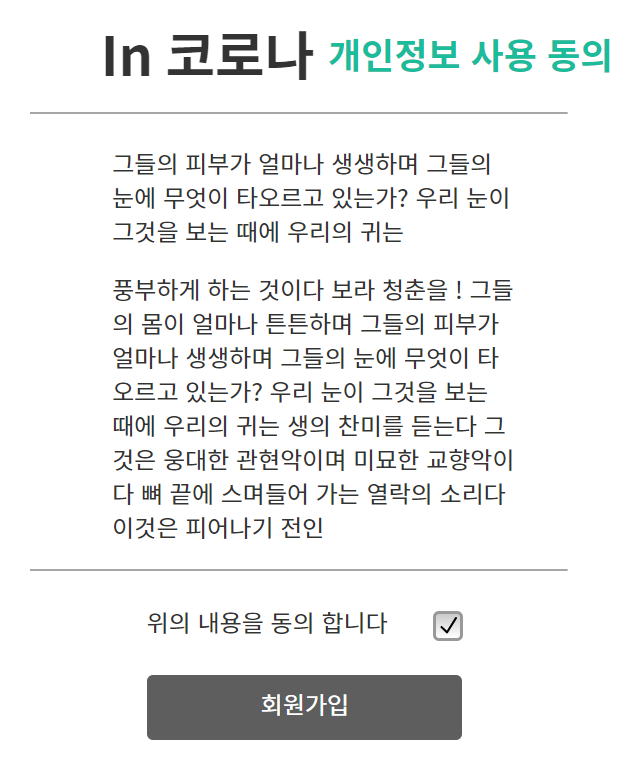 In 코로나 개인정보 사용 동의
그들의 피부가 얼마나 생생하며 그들의
눈에 무엇이 타오르고 있는가? 우리 눈이
그것을 보는 때에 우리의 귀는
풍부하게 하는 것이다 보라 청춘을 ! 그들
의 몸이 얼마나 튼튼하며 그들의 피부가
얼마나 생생하며 그들의 눈에 무엇이 타
오르고 있는가? 우리 눈이 그것을 보는
때에 우리의 귀는 생의 찬미를 듣는다 그
것은 웅대한 관현악이며 미묘한 교향악이
다 뼈 끝에 스며들어 가는 열락의 소리다
이것은 피어나기 전인
위의 내용을 동의 합니다
회원가입